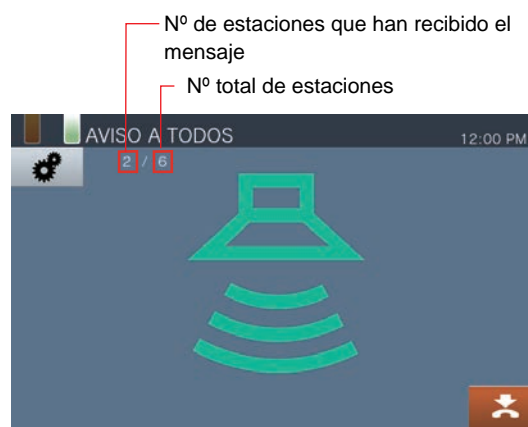 Nº de estaciones que han recibido el
mensaje
Nº total de estaciones
AVISO A TODOS
12:00 PM
2 / 6